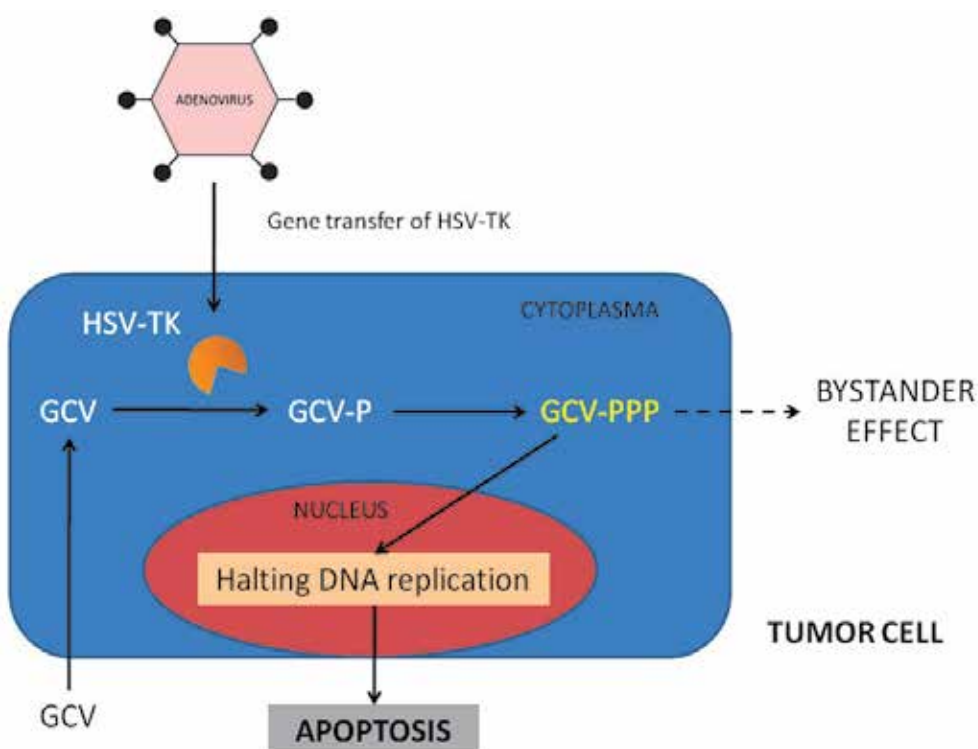 ADENOVIRUS
Gene transfer of HSV-TK
CYTOPLASMA
HSV-TK
GCV
GCV-P
GCV-PPP
BYSTANDER
EFFECT
NUCLEUS
Halting DNA replication
TUMOR CELL
GCV
APOPTOSIS